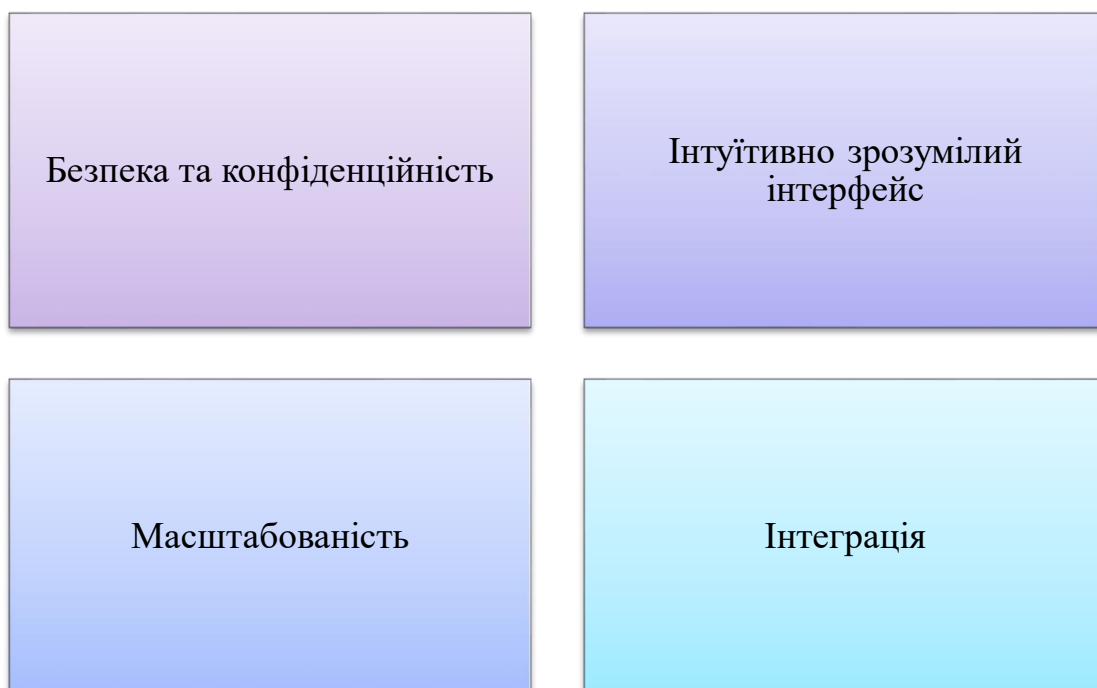 Безпека та конфіденційність
Інтуїтивно зрозумілий
інтерфейс
Масштабованість
Інтеграція